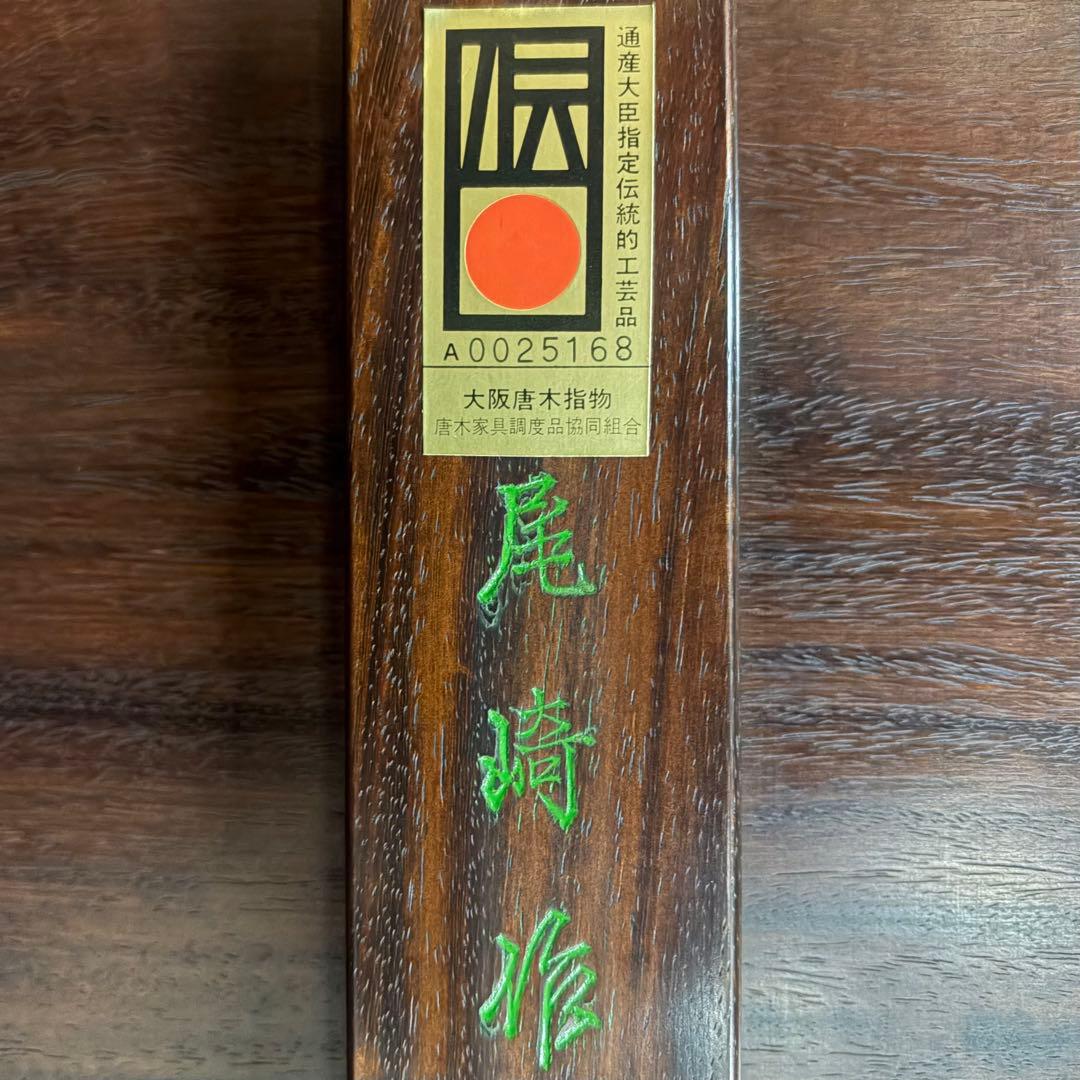 伝
通産大臣指定伝統的工芸品
A0025168
大阪唐木指物
唐木家具調度品協同組合
尾崎作